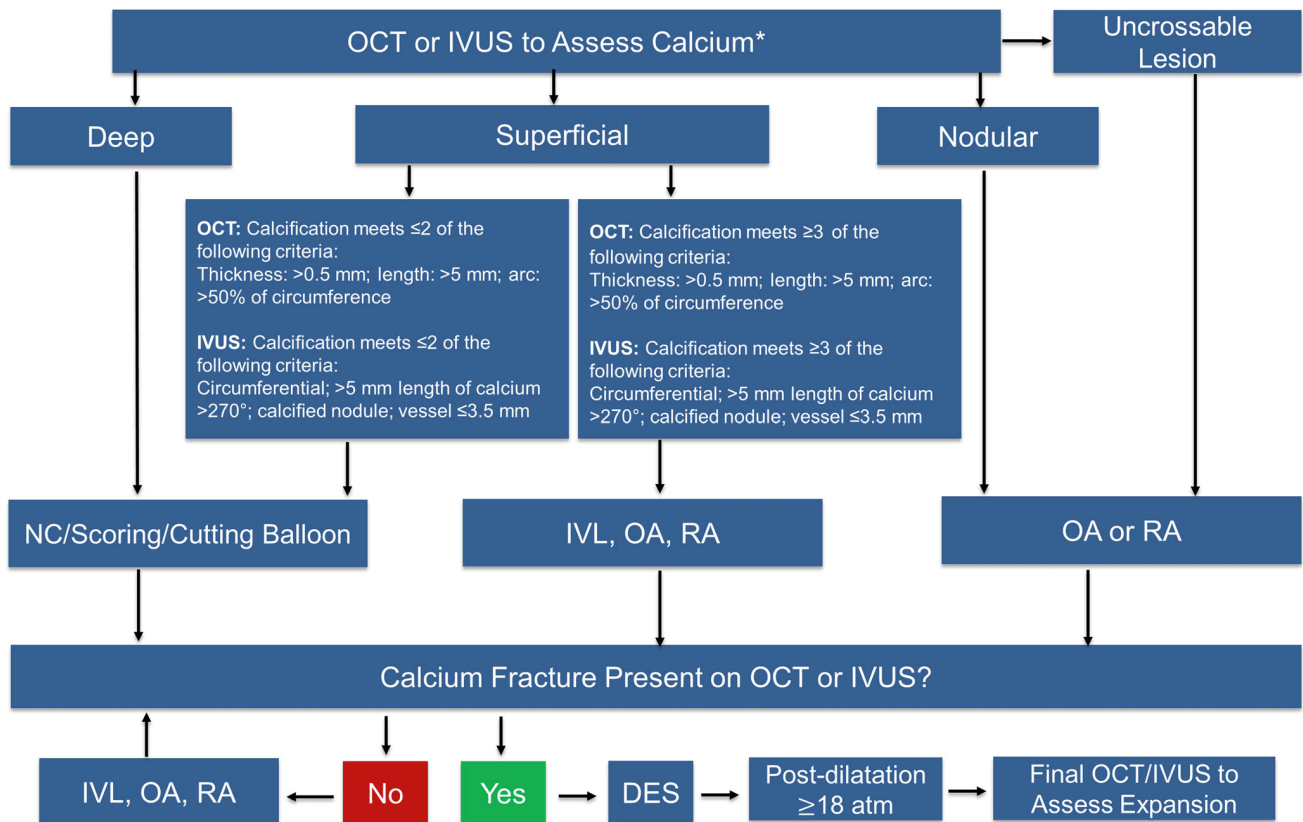 OCT or IVUS to Assess Calcium*
Uncrossable
Lesion
Deep
Superficial
Nodular
OCT: Calcification meets ≤2 of the
following criteria:
Thickness: >0.5 mm; length: >5 mm; arc:
>50% of circumference
IVUS: Calcification meets ≤2 of the
following criteria:
Circumferential; >5 mm length of calcium
>270°; calcified nodule; vessel ≤3.5 mm
OCT: Calcification meets ≥3 of the
following criteria:
Thickness: >0.5 mm; length: >5 mm; arc:
>50% of circumference
IVUS: Calcification meets ≥3 of the
following criteria:
Circumferential; >5 mm length of calcium
>270°; calcified nodule; vessel ≤3.5 mm
NC/Scoring/Cutting Balloon
IVL, OA, RA
OA or RA
Calcium Fracture Present on OCT or IVUS?
IVL, OA, RA
No
Yes
DES
Post-dilatation
≥18 atm
Final OCT/IVUS to
Assess Expansion